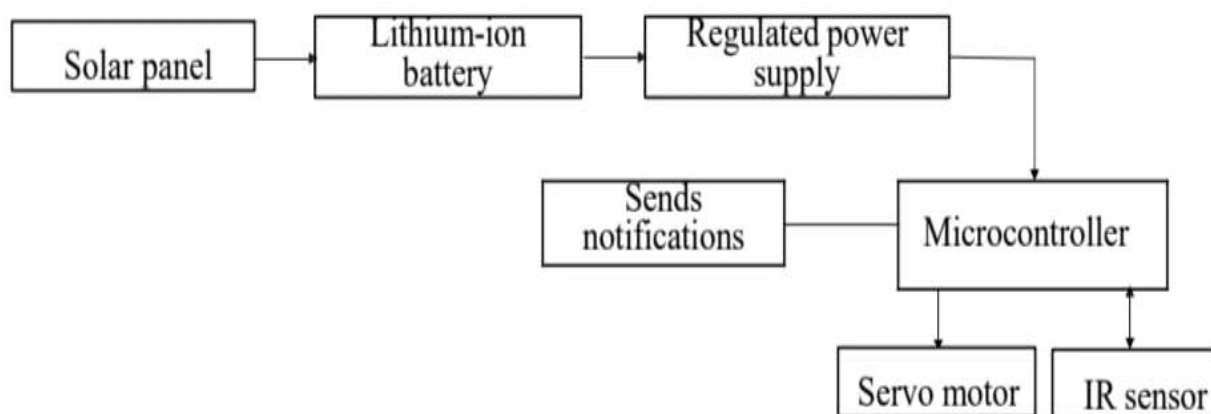 Solar panel
Lithium-ion
battery
Regulated power
supply
Sends
notifications
Microcontroller
Servo motor
IR sensor